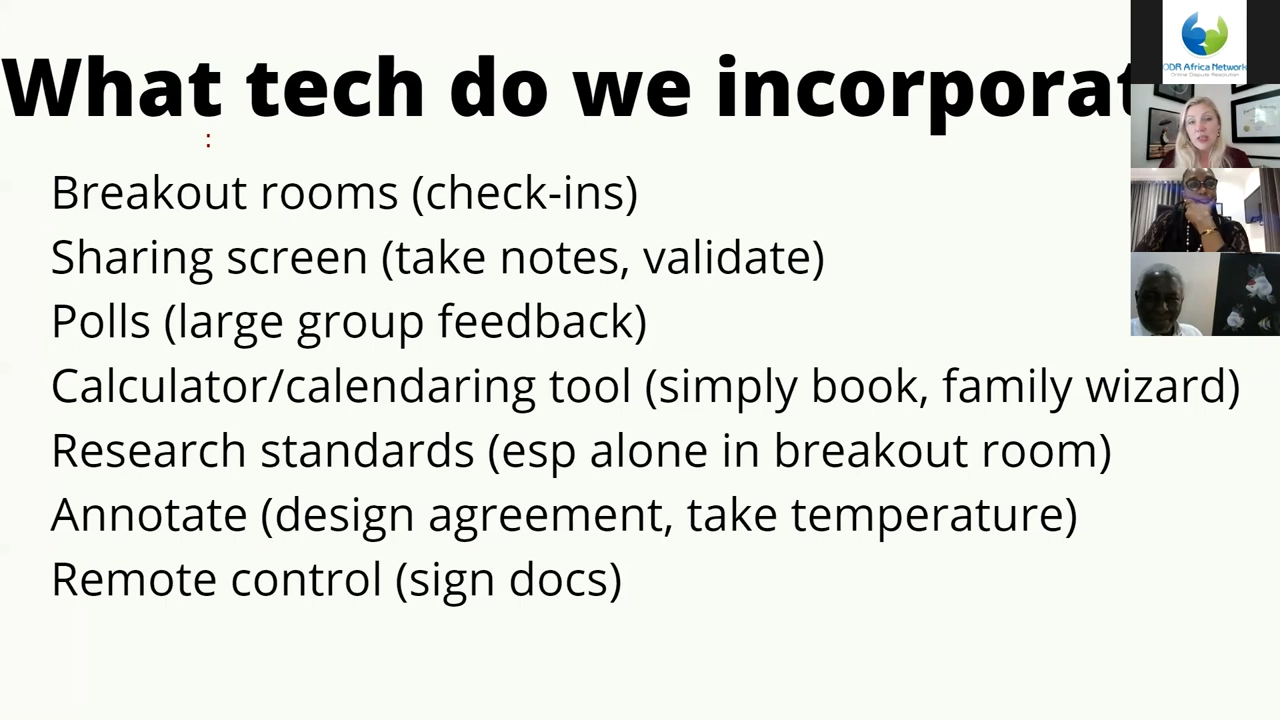 What tech do we incorporat
:
Breakout rooms (check-ins)
Sharing screen (take notes, validate)
Polls (large group feedback)
Calculator/calendaring tool (simply book, family wizard)
Research standards (esp alone in breakout room)
Annotate (design agreement, take temperature)
Remote control (sign docs)
ODR Africa Network
Online Dispute Resolution